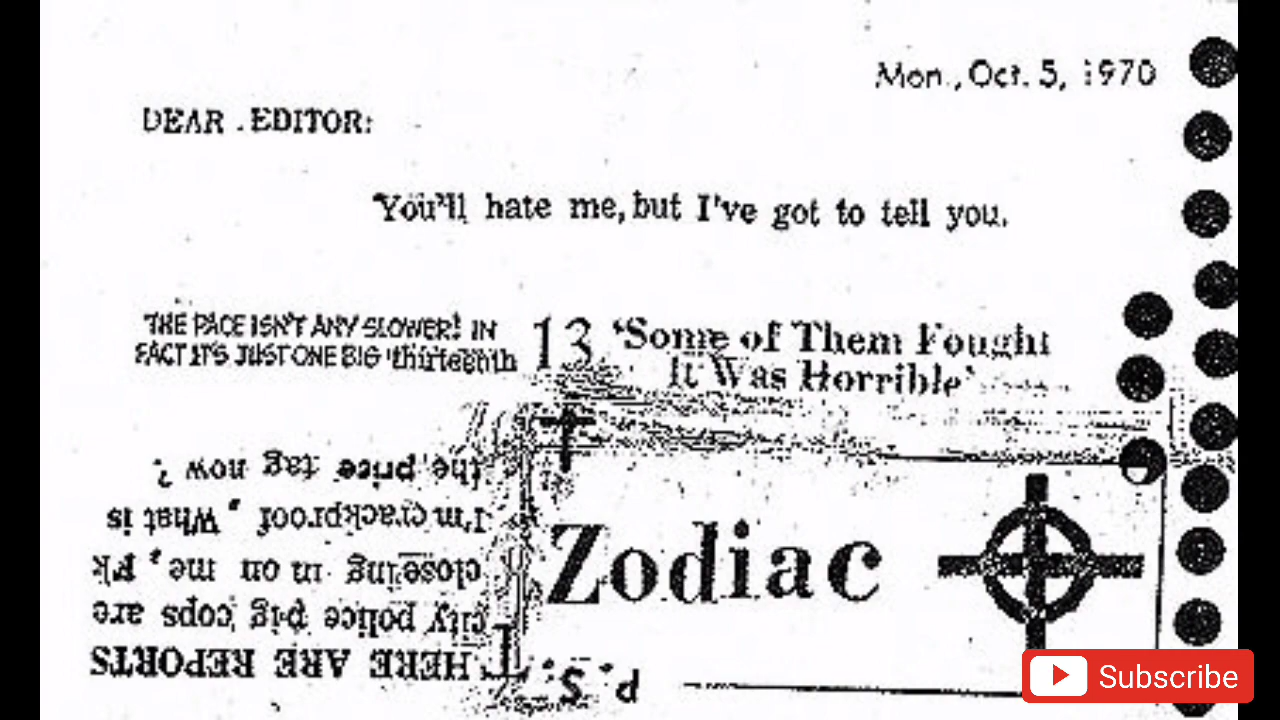 Mon., Oct. 5, 1970
DEAR EDITOR:
You'll hate me, but I've got to tell you.
THE PACE ISN'T ANY SLOWER! IN
FACT IT'S JUST ONE BIG thirteenth
13
'Some of Them Fought
It Was Horrible'
P.S.
THERE ARE REPORTS
city police pig cops are
closeing in on me, Fk
I'm crackproof, What is
the price tag now ?
Zodiac
Subscribe